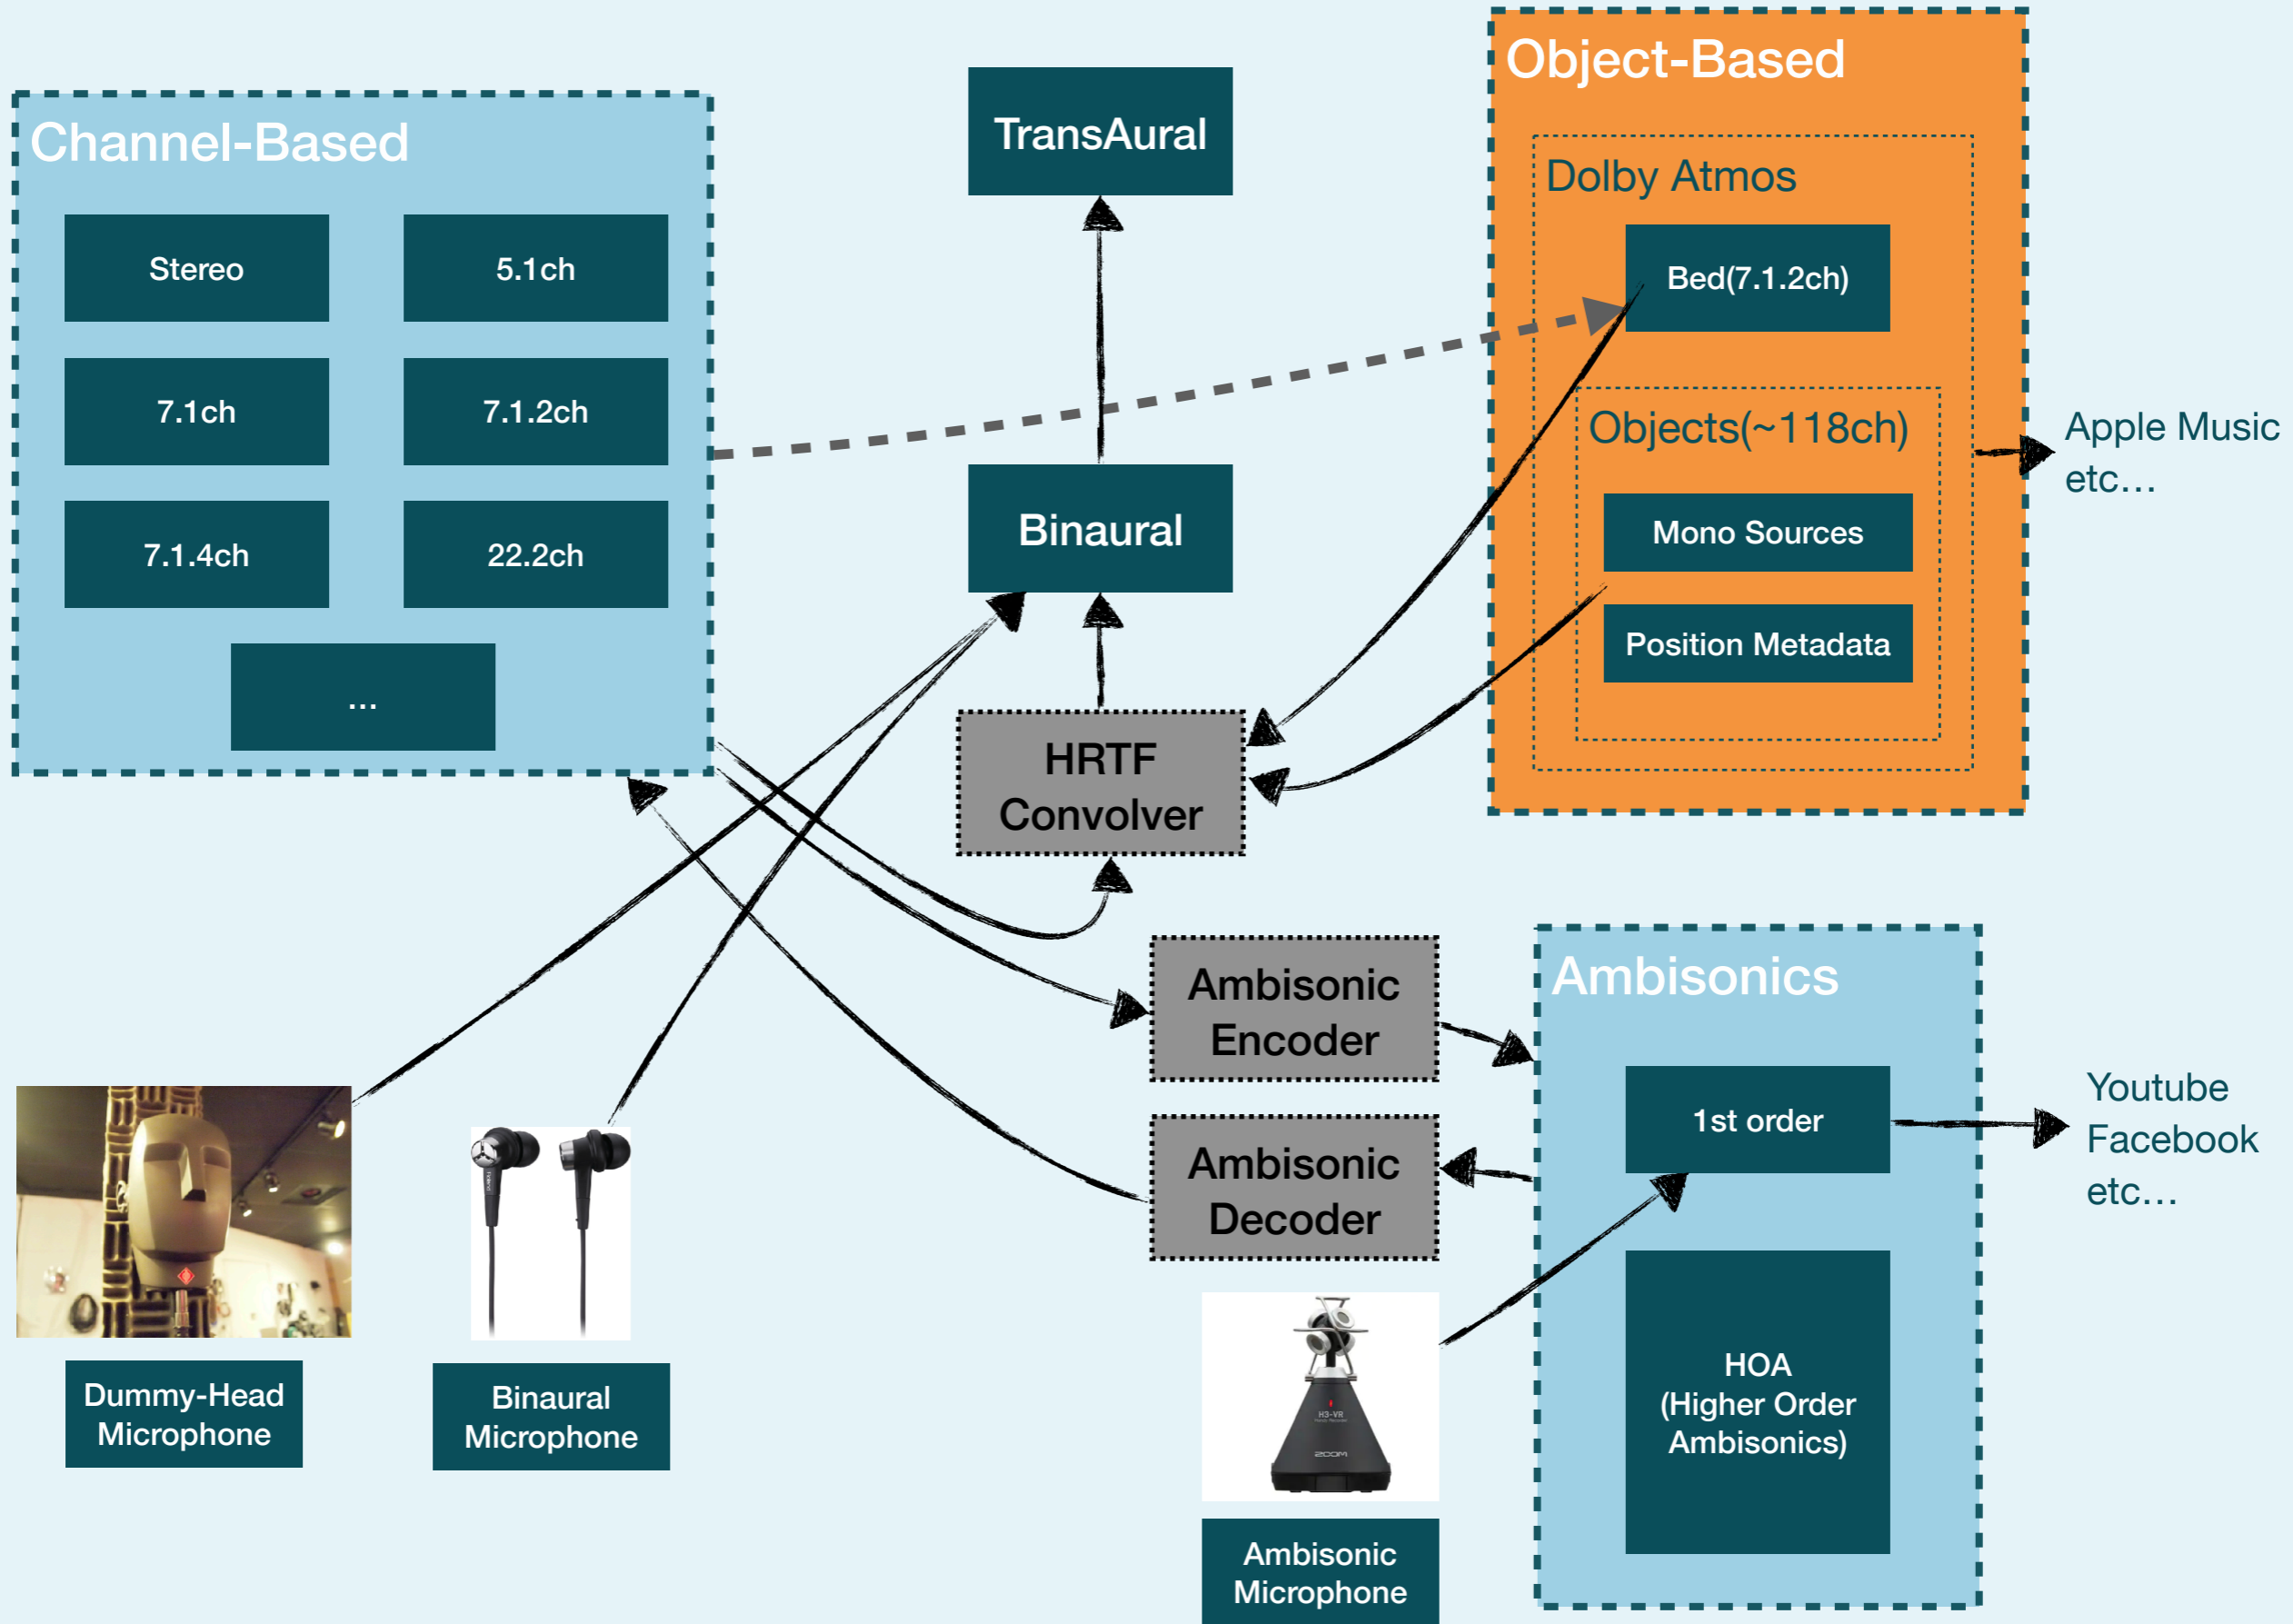 Channel-Based
Stereo
5.1ch
7.1ch
7.1.2ch
7.1.4ch
22.2ch
...
TransAural
Binaural
HRTF
Convolver
Object-Based
Dolby Atmos
Bed(7.1.2ch)
Objects(~118ch)
Mono Sources
Position Metadata
Apple Music
etc…
Ambisonic
Encoder
Ambisonic
Decoder
Ambisonics
1st order
HOA
(Higher Order
Ambisonics)
Youtube
Facebook
etc…
Dummy-Head
Microphone
Binaural
Microphone
H3-VR
ZOOM
Ambisonic
Microphone